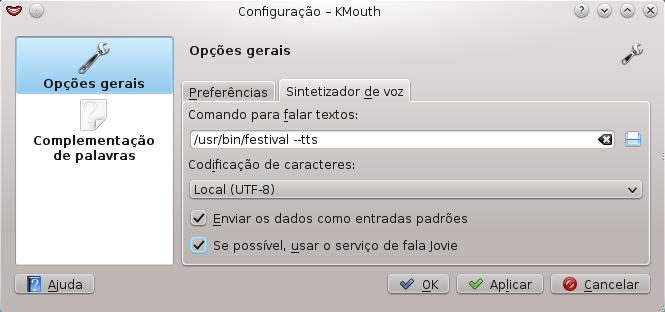 Configuração – KMouth
Opções gerais
Complementação
de palavras
Opções gerais
Preferências
Sintetizador de voz
Comando para falar textos:
/usr/bin/festival --tts
Codificação de caracteres:
Local (UTF-8)
Enviar os dados como entradas padrões
Se possível, usar o serviço de fala Jovie
Ajuda
OK
Aplicar
Cancelar